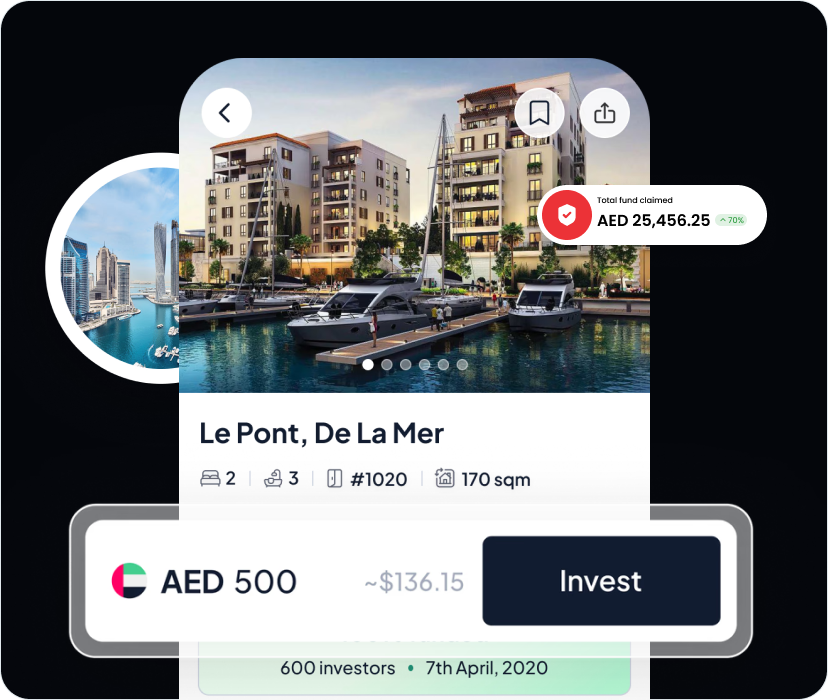 Total fund claimed
AED 25,456.25 70%
Le Pont, De La Mer
2 3 #1020 170 sqm
AED 500 ~$136.15 Invest
600 investors • 7th April, 2020